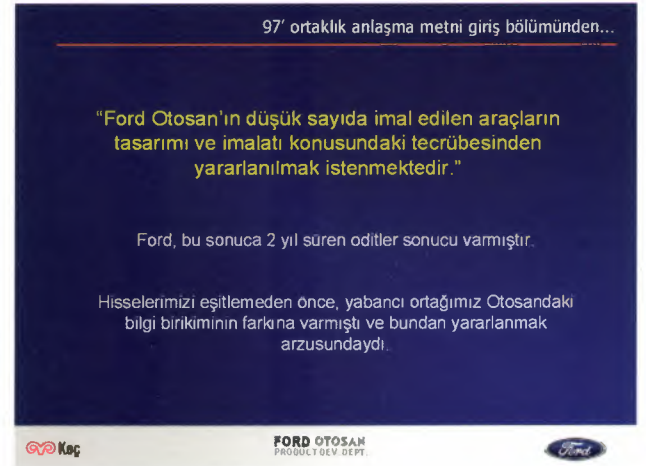 97' ortaklık anlaşma metni giriş bölümünden...
"Ford Otosan'ın düşük sayıda imal edilen araçların
tasarımı ve imalatı konusundaki tecrübesinden
yararlanılmak istenmektedir."
Ford, bu sonuca 2 yıl süren oditler sonucu varmıştır.
Hisselerimizi eşitlemeden önce, yabancı ortağımız Otosandaki
bilgi birikiminin farkına varmıştı ve bundan yararlanmak
arzusundaydı.
Koç
FORD OTOSAN
PRODUCT DEV. DEPT.
Ford